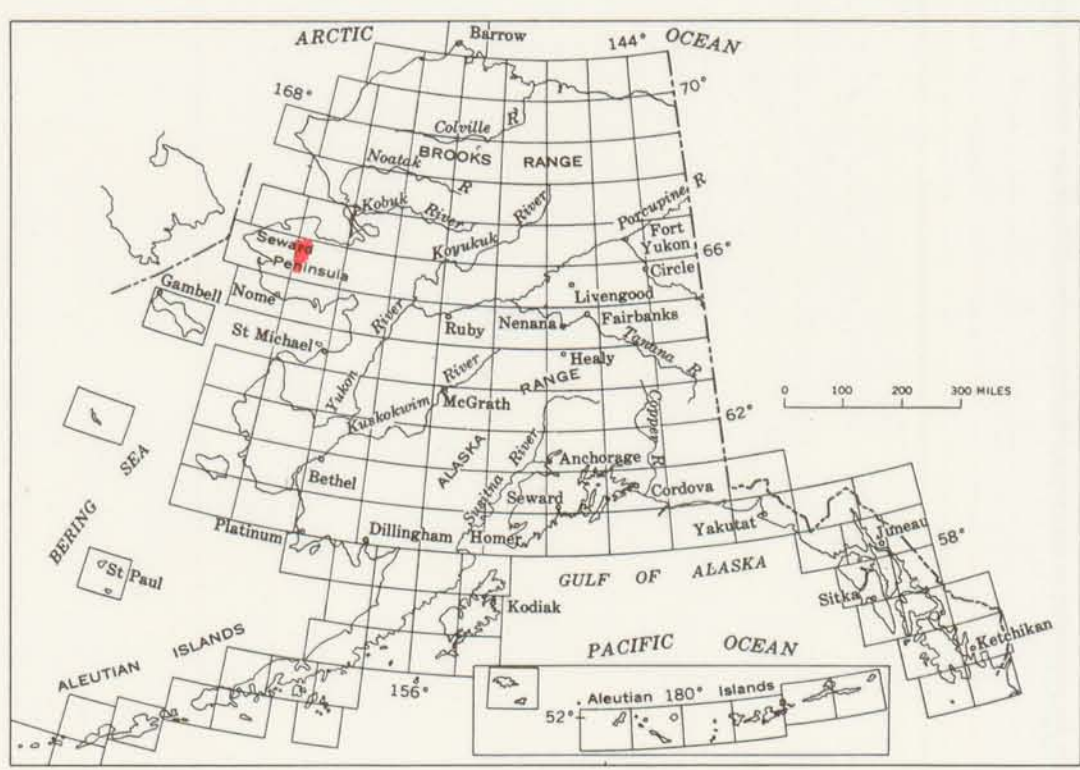 ARCTIC
Barrow
144°
OCEAN
70°
168°
Colville
R
BROOKS RANGE
Noatak
R
Kobuk River
River
Koyukuk
Porcupine R
Fort
Yukon
66°
Circle
Seward
Peninsula
Gambell
Nome
Livengood
River
Ruby
Nenana
Fairbanks
St Michael
Tanana R
Healy
River
RANGE
Yukon
McGrath
Kuskokwim
0 100 200 300 MILES
62°
Copper R
ALASKA
Susitna River
Anchorage
SEA
Bethel
Seward
Cordova
BERING
Platinum
Dillingham
Homer
Yakutat
Juneau
58°
St Paul
GULF OF ALASKA
Sitka
Kodiak
Ketchikan
PACIFIC OCEAN
ALEUTIAN ISLANDS
156°
Aleutian 180° Islands
52°